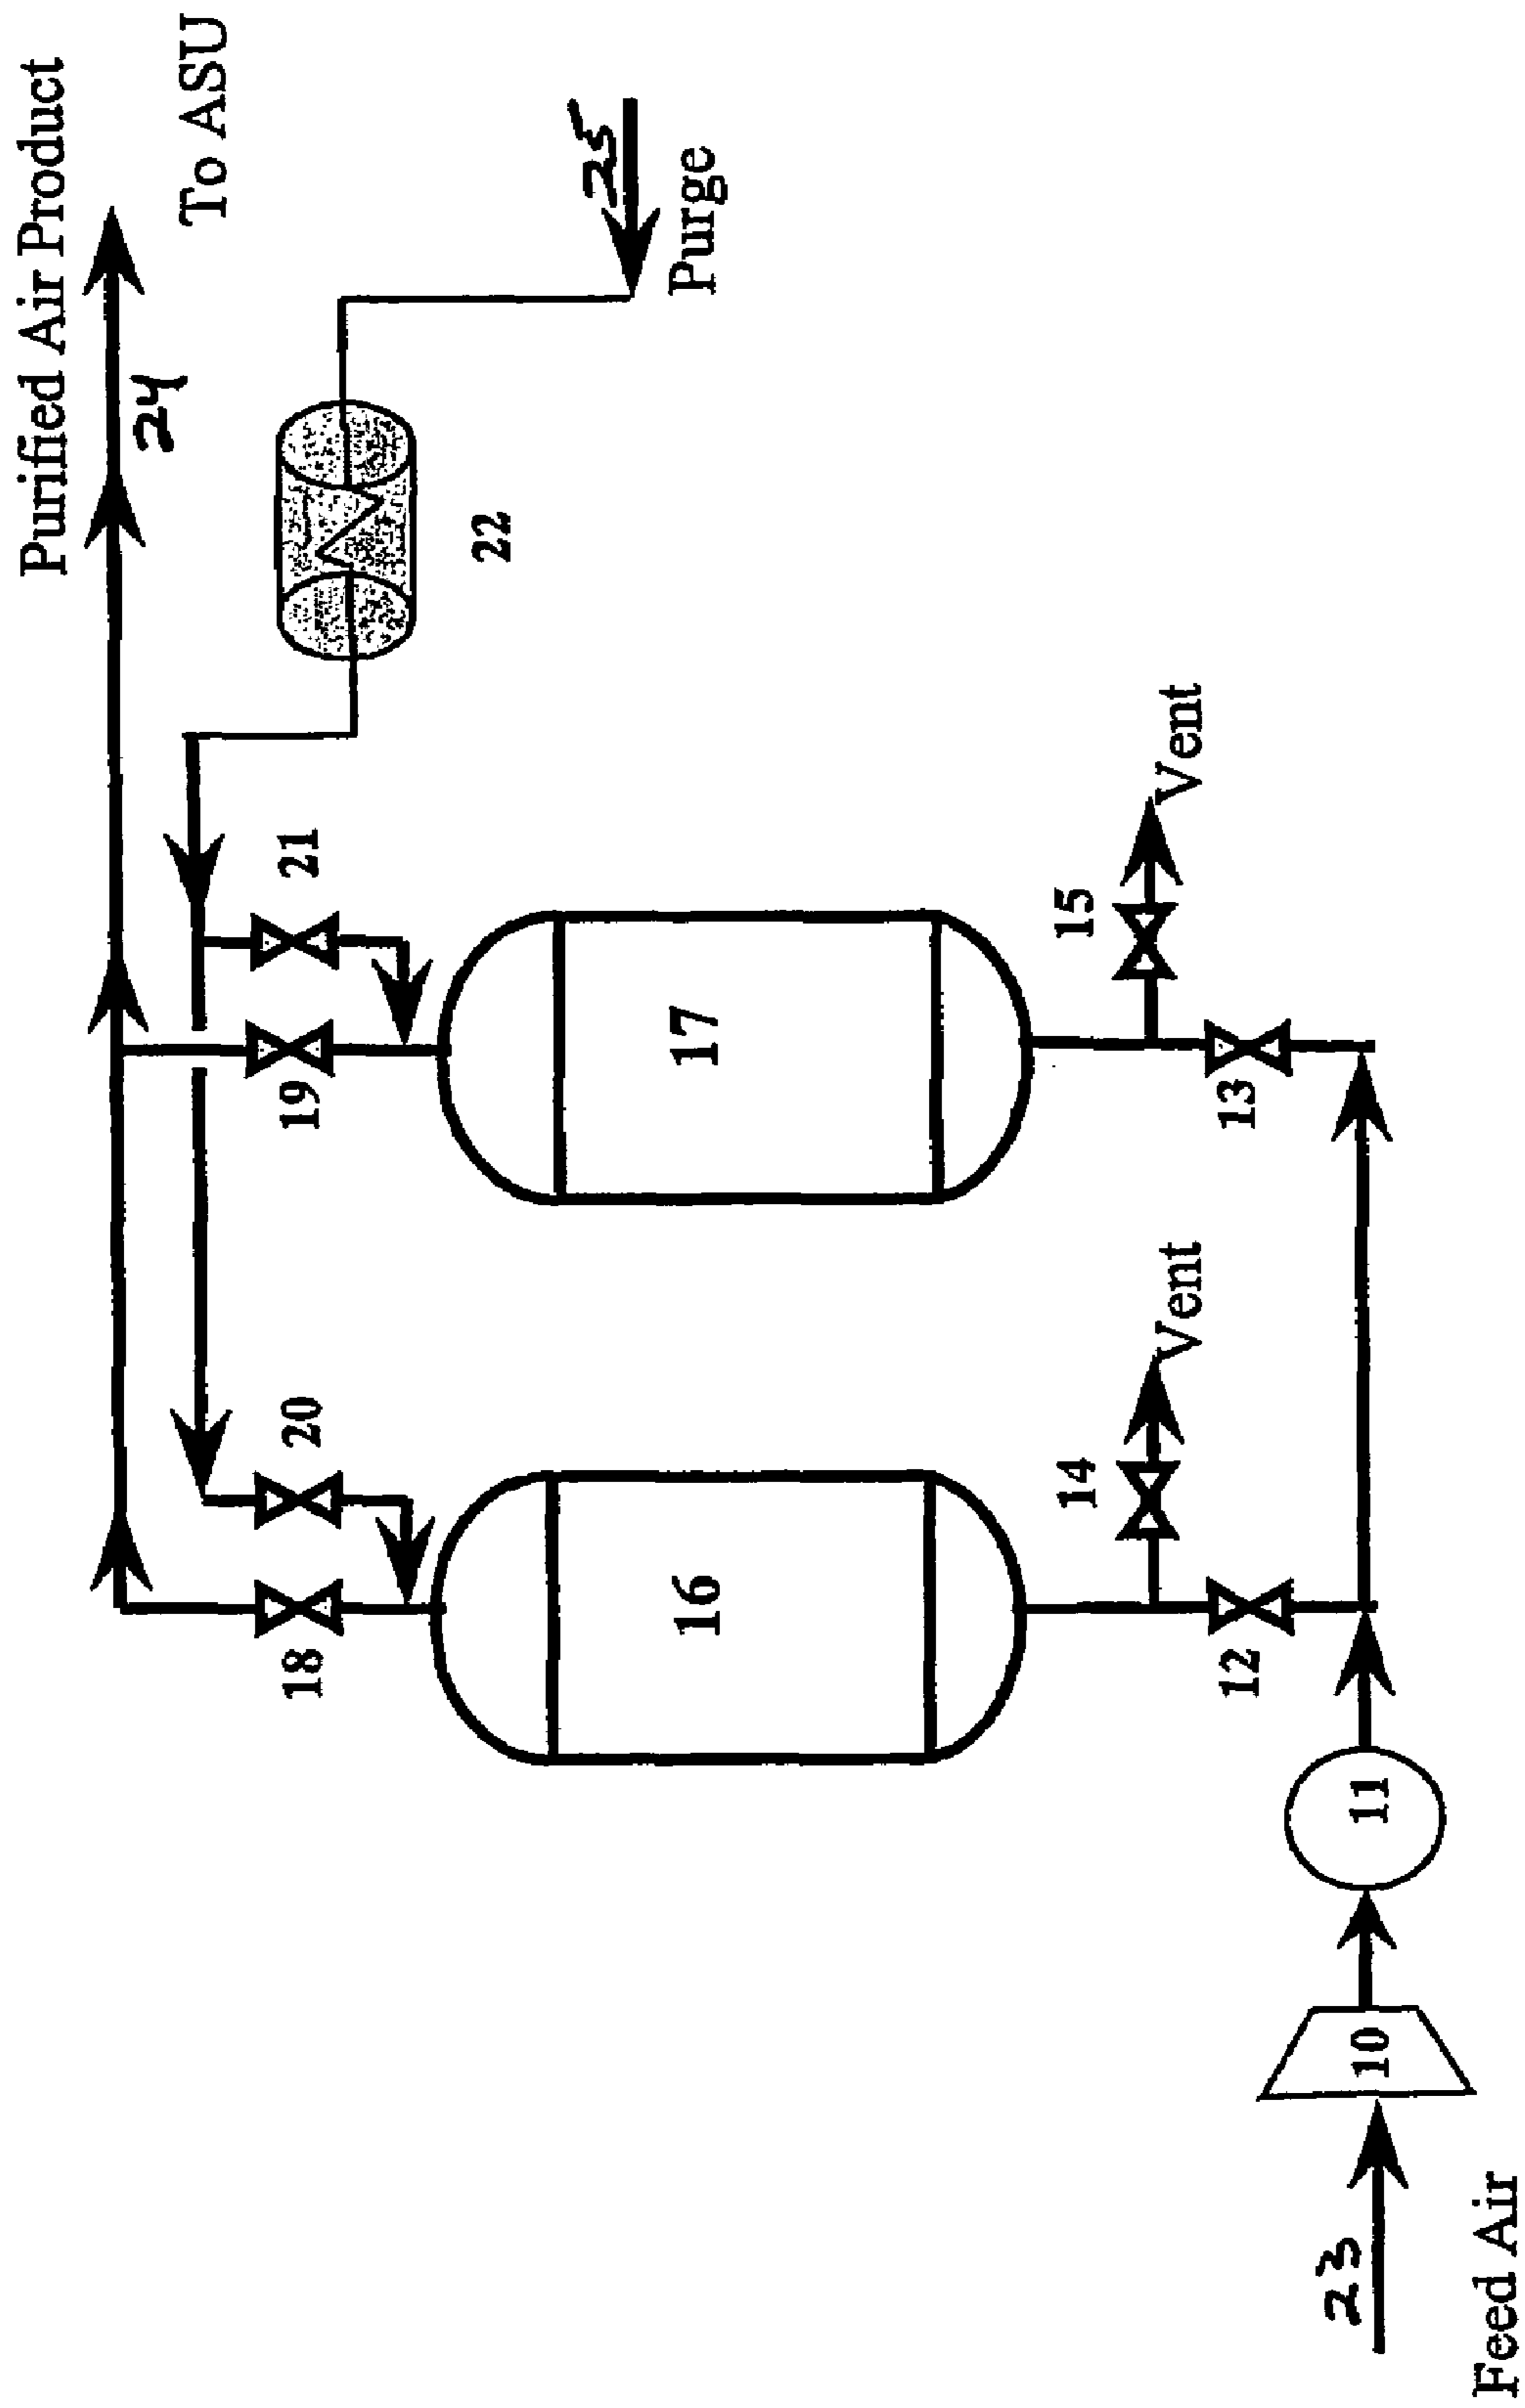 Purified Air Product
To ASU
24
25
Purge
22
18
20
19
21
16
17
14
Vent
15
Vent
12
13
23
10
11
Feed Air